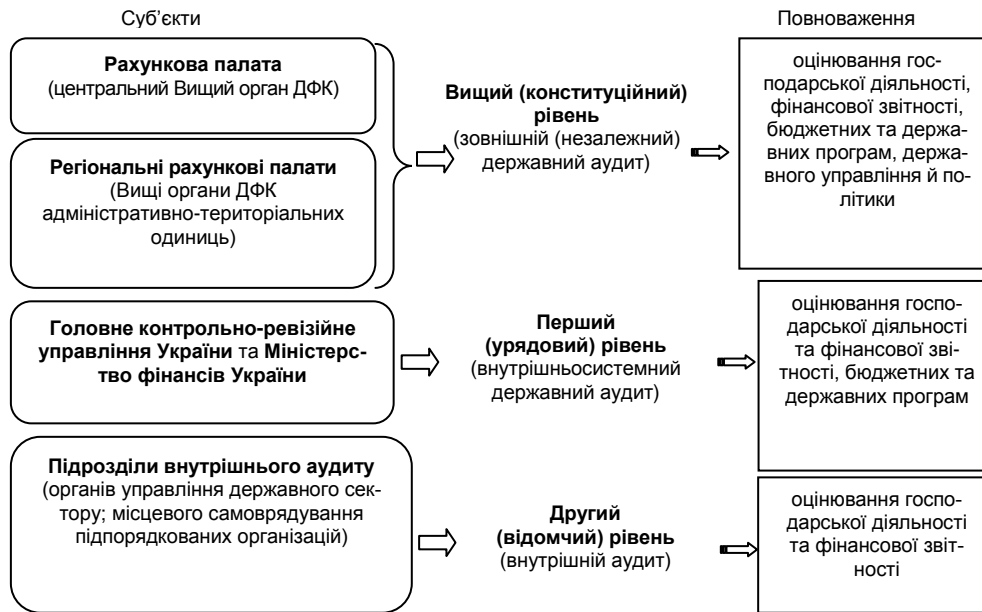 Суб’єкти
Повноваження
Рахункова палата
(центральний Вищий орган ДФК)
Регіональні рахункові палати
(Вищі органи ДФК
адміністративно-територіальних
одиниць)
Вищий (конституційний)
рівень
(зовнішній (незалежний)
державний аудит)
оцінювання гос-
подарської діяльності,
фінансової звітності,
бюджетних та держа-
вних програм, держа-
вного управління й по-
літики
Головне контрольно-ревізійне
управління України та Міністерс-
тво фінансів України
Перший
(урядовий) рівень
(внутрішньосистемний
державний аудит)
оцінювання госпо-
дарської діяльності
та фінансової зві-
тності, бюджетних та
державних програм
Підрозділи внутрішнього аудиту
(органів управління державного сек-
тору; місцевого самоврядування
підпорядкованих організацій)
Другий
(відомчий) рівень
(внутрішній аудит)
оцінювання госпо-
дарської діяльності
та фінансової звіт-
ності